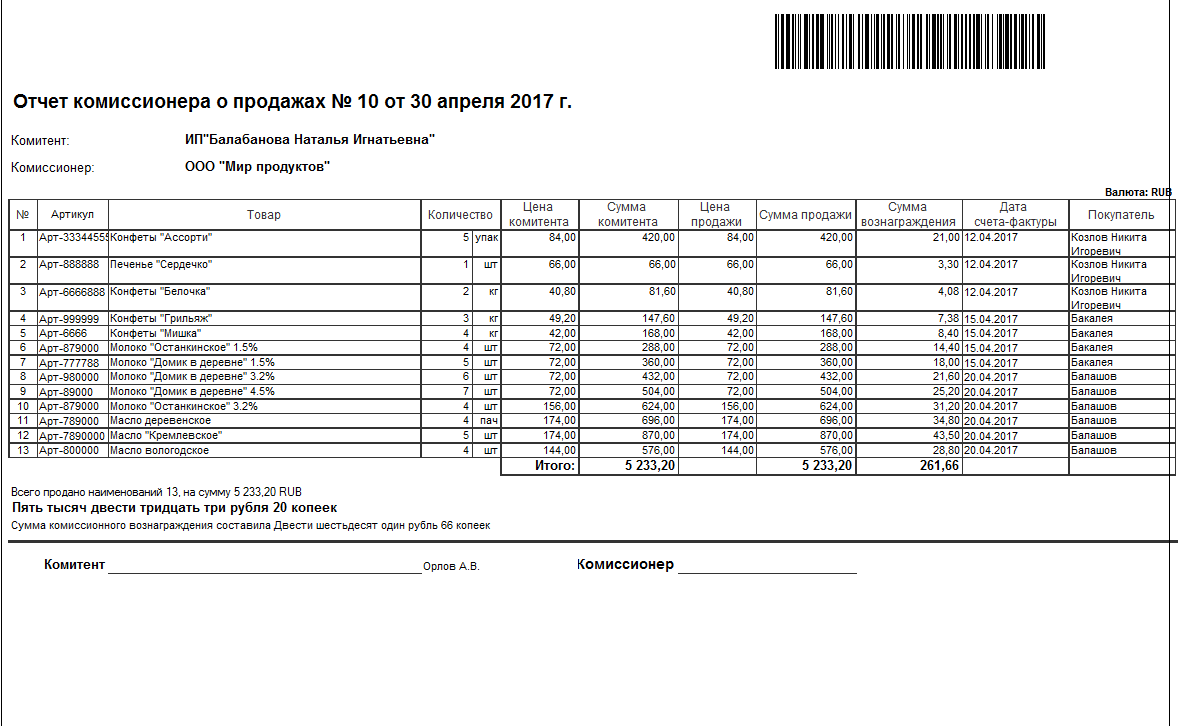 Отчет комиссионера о продажах № 10 от 30 апреля 2017 г.
Комитент: ИП"Балабанова Наталья Игнатьевна"
Комиссионер: ООО "Мир продуктов"
Валюта: RUB
№ Артикул Товар Количество Цена комитента Сумма комитента Цена продажи Сумма продажи Сумма вознаграждения Дата счета-фактуры Покупатель
1 Арт-33344555 Конфеты "Ассорти" 5 упак 84,00 420,00 84,00 420,00 21,00 12.04.2017 Козлов Никита Игоревич
2 Арт-888888 Печенье "Сердечко" 1 шт 66,00 66,00 66,00 66,00 3,30 12.04.2017 Козлов Никита Игоревич
3 Арт-6666888 Конфеты "Белочка" 2 кг 40,80 81,60 40,80 81,60 4,08 12.04.2017 Козлов Никита Игоревич
4 Арт-999999 Конфеты "Грильяж" 3 кг 49,20 147,60 49,20 147,60 7,38 15.04.2017 Бакалея
5 Арт-6666 Конфеты "Мишка" 4 кг 42,00 168,00 42,00 168,00 8,40 15.04.2017 Бакалея
6 Арт-879000 Молоко "Останкинское" 1.5% 4 шт 72,00 288,00 72,00 288,00 14,40 15.04.2017 Бакалея
7 Арт-777788 Молоко "Домик в деревне" 1.5% 5 шт 72,00 360,00 72,00 360,00 18,00 15.04.2017 Бакалея
8 Арт-980000 Молоко "Домик в деревне" 3.2% 6 шт 72,00 432,00 72,00 432,00 21,60 20.04.2017 Балашов
9 Арт-89000 Молоко "Домик в деревне" 4.5% 7 шт 72,00 504,00 72,00 504,00 25,20 20.04.2017 Балашов
10 Арт-879000 Молоко "Останкинское" 3.2% 4 шт 156,00 624,00 156,00 624,00 31,20 20.04.2017 Балашов
11 Арт-789000 Масло деревенское 4 пач 174,00 696,00 174,00 696,00 34,80 20.04.2017 Балашов
12 Арт-7890000 Масло "Кремлевское" 5 шт 174,00 870,00 174,00 870,00 43,50 20.04.2017 Балашов
13 Арт-800000 Масло вологодское 4 шт 144,00 576,00 144,00 576,00 28,80 20.04.2017 Балашов
Итого: 5 233,20 5 233,20 261,66
Всего продано наименований 13, на сумму 5 233,20 RUB
Пять тысяч двести тридцать три рубля 20 копеек
Сумма комиссионного вознаграждения составила Двести шестьдесят один рубль 66 копеек
Комитент Орлов А.В. Комиссионер